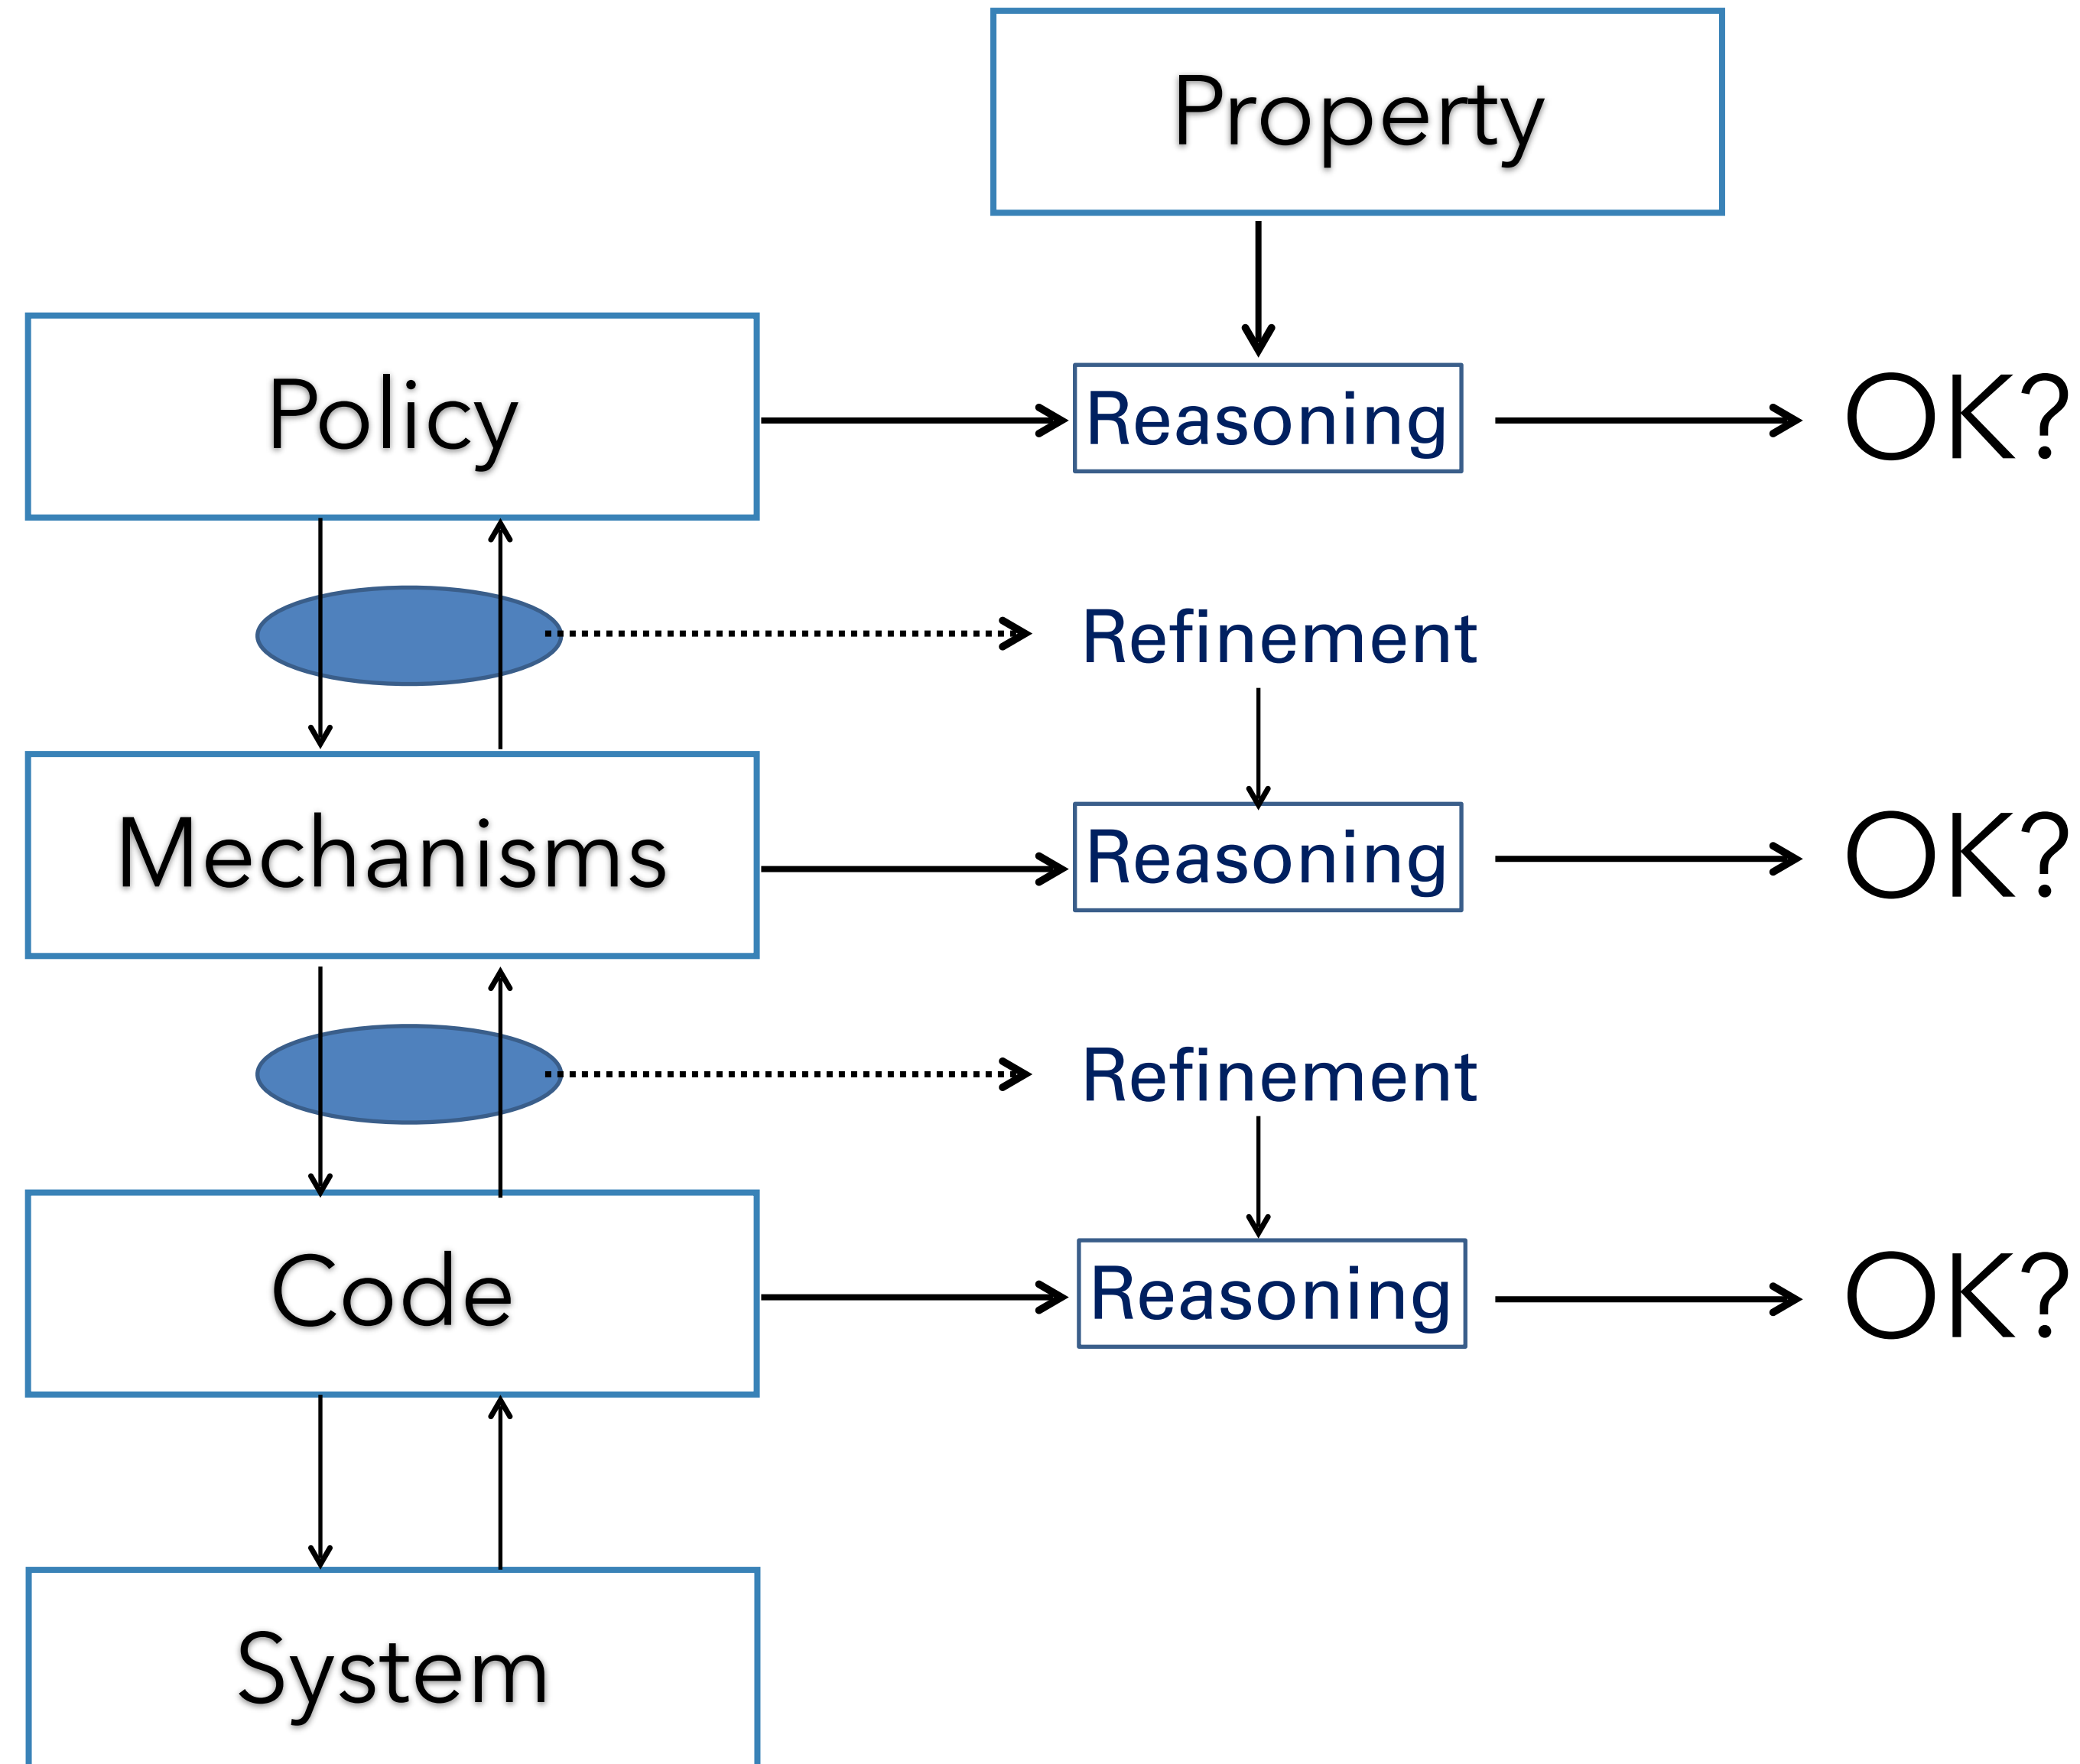 Property
Policy
Reasoning
OK?
Refinement
Mechanisms
Reasoning
OK?
Refinement
Code
Reasoning
OK?
System